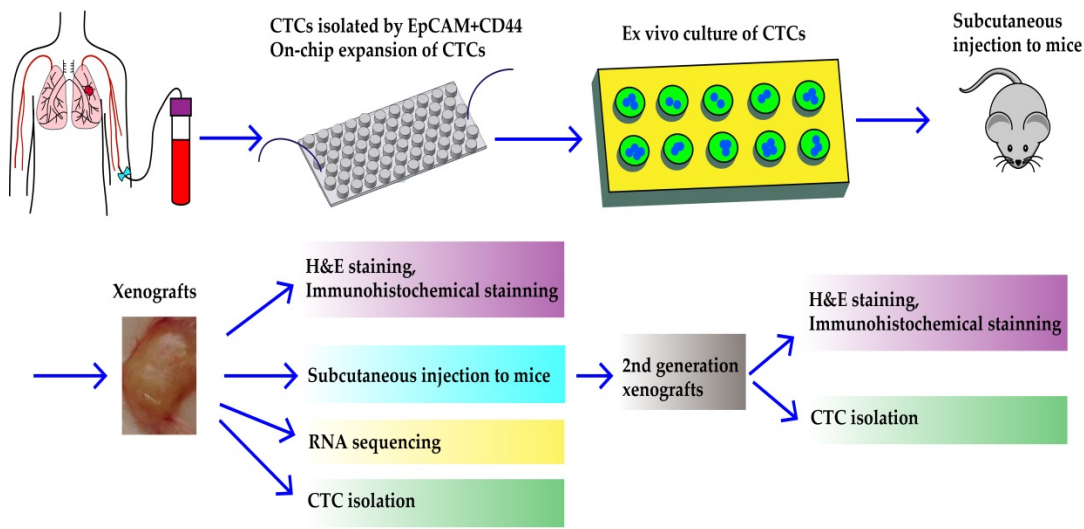 CTCs isolated by EpCAM+CD44
On-chip expansion of CTCs
Ex vivo culture of CTCs
Subcutaneous
injection to mice
Xenografts
H&E staining,
Immunohistochemical stainning
Subcutaneous injection to mice
RNA sequencing
CTC isolation
2nd generation
xenografts
H&E staining,
Immunohistochemical stainning
CTC isolation